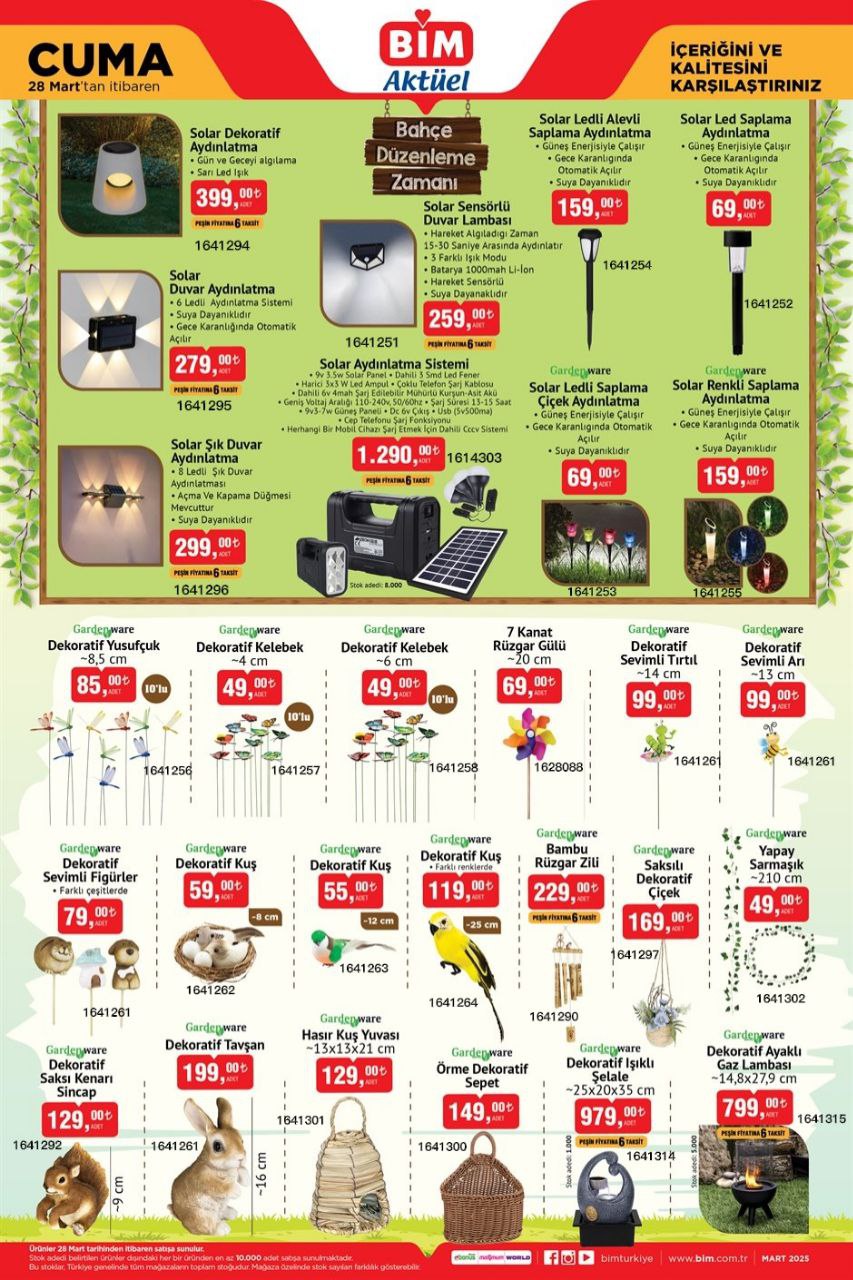 CUMA
28 Mart'tan itibaren
BİM
Aktüel
İÇERİĞİNİ VE
KALİTESİNİ
KARŞILAŞTIRINIZ
Bahçe
Düzenleme
Zamanı
Solar Dekoratif
Aydınlatma
• Gün ve Geceyi algılama
• Sarı Led Işık
399,00₺
ADET
PEŞİN FİYATINA 6 TAKSİT
1641294
Solar
Duvar Aydınlatma
• 6 Ledli Aydınlatma Sistemi
• Suya Dayanıklıdır
• Gece Karanlığında Otomatik
Açılır
279,00₺
ADET
PEŞİN FİYATINA 6 TAKSİT
1641295
Solar Şık Duvar
Aydınlatma
• 8 Ledli Şık Duvar
Aydınlatması
• Açma Ve Kapama Düğmesi
Mevcuttur
• Suya Dayanıklıdır
299,00₺
ADET
PEŞİN FİYATINA 6 TAKSİT
1641296
Solar Sensörlü
Duvar Lambası
• Hareket Algıladığı Zaman
15-30 Saniye Arasında Aydınlatır
• 3 Farklı Işık Modu
• Batarya 1000mah Li-İon
• Hareket Sensörlü
• Suya Dayanaklıdır
259,00₺
ADET
PEŞİN FİYATINA 6 TAKSİT
1641251
Solar Aydınlatma Sistemi
• 9v 3.5w Solar Panel • Dahili 3 Smd Led Fener
• Harici 3x3 W Led Ampul • Çoklu Telefon Şarj Kablosu
• Dahili 6v 4mah Şarj Edilebilir Mühürlü Kurşun-Asit Akü
• Geniş Voltaj Aralığı 110-240v, 50/60hz • Şarj Süresi 13-15 Saat
• 9v3-7w Güneş Paneli • Dc 6v Çıkış • Usb (5v500ma)
• Cep Telefonu Şarj Fonksiyonu
• Herhangi Bir Mobil Cihazı Şarj Etmek İçin Dahili Cccv Sistemi
1.290,00₺
ADET
PEŞİN FİYATINA 6 TAKSİT
1614303
Stok adedi: 8.000
Solar Ledli Alevli
Saplama Aydınlatma
• Güneş Enerjisiyle Çalışır
• Gece Karanlığında
Otomatik Açılır
• Suya Dayanıklıdır
159,00₺
ADET
1641254
Solar Led Saplama
Aydınlatma
• Güneş Enerjisiyle Çalışır
• Gece Karanlığında
Otomatik Açılır
• Suya Dayanıklıdır
69,00₺
ADET
1641252
Gardenware
Solar Ledli Saplama
Çiçek Aydınlatma
• Güneş Enerjisiyle Çalışır
• Gece Karanlığında Otomatik
Açılır
• Suya Dayanıklıdır
69,00₺
ADET
1641253
Gardenware
Solar Renkli Saplama
Aydınlatma
• Güneş Enerjisiyle Çalışır
• Gece Karanlığında Otomatik
Açılır
• Suya Dayanıklıdır
159,00₺
ADET
1641255
Gardenware
Dekoratif Yusufçuk
~8,5 cm
85,00₺
ADET
10'lu
1641256
Gardenware
Dekoratif Kelebek
~4 cm
49,00₺
ADET
10'lu
1641257
Gardenware
Dekoratif Kelebek
~6 cm
49,00₺
ADET
10'lu
1641258
7 Kanat
Rüzgar Gülü
~20 cm
69,00₺
ADET
1628088
Gardenware
Dekoratif
Sevimli Tırtıl
~14 cm
99,00₺
ADET
1641261
Gardenware
Dekoratif
Sevimli Arı
~13 cm
99,00₺
ADET
1641261
Gardenware
Dekoratif
Sevimli Figürler
• Farklı çeşitlerde
79,00₺
ADET
1641261
Gardenware
Dekoratif Kuş
59,00₺
ADET
~8 cm
1641262
Gardenware
Dekoratif Kuş
55,00₺
ADET
~12 cm
1641263
Gardenware
Dekoratif Kuş
• Farklı renklerde
119,00₺
ADET
~25 cm
1641264
Gardenware
Bambu
Rüzgar Zili
229,00₺
ADET
PEŞİN FİYATINA 6 TAKSİT
1641290
Gardenware
Saksılı
Dekoratif
Çiçek
169,00₺
ADET
1641297
Gardenware
Yapay
Sarmaşık
~210 cm
49,00₺
ADET
1641302
Gardenware
Dekoratif
Saksı Kenarı
Sincap
129,00₺
ADET
1641292
~9 cm
Gardenware
Dekoratif Tavşan
199,00₺
ADET
1641261
~16 cm
Gardenware
Hasır Kuş Yuvası
~13x13x21 cm
129,00₺
ADET
1641301
Gardenware
Örme Dekoratif
Sepet
149,00₺
ADET
1641300
Gardenware
Dekoratif Işıklı
Şelale
~25x20x35 cm
979,00₺
ADET
PEŞİN FİYATINA 6 TAKSİT
Stok adedi: 1.000
1641314
Gardenware
Dekoratif Ayaklı
Gaz Lambası
~14,8x27,9 cm
799,00₺
ADET
PEŞİN FİYATINA 6 TAKSİT
Stok adedi: 5.000
1641315
Ürünler 28 Mart tarihinden itibaren satışa sunulur.
Stok adedi belirtilen ürünler dışındaki her bir üründen en az 10.000 adet satışa sunulmaktadır.
Bu stoklar, Türkiye genelinde tüm mağazaların toplam stoğudur. Mağaza özelinde stok sayıları farklılık gösterebilir.
bonus maximum WORLD
bimturkiye
www.bim.com.tr
MART 2025